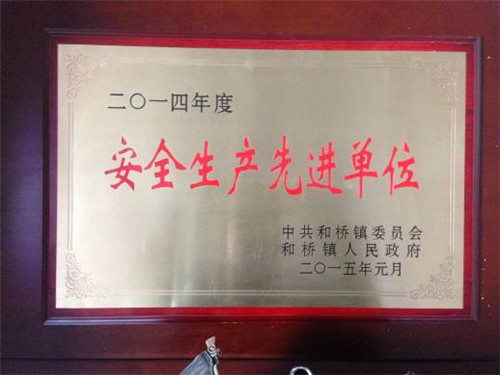 二〇一四年度
安全生产先进单位
中共和桥镇委员会
和桥镇人民政府
二〇一五年元月